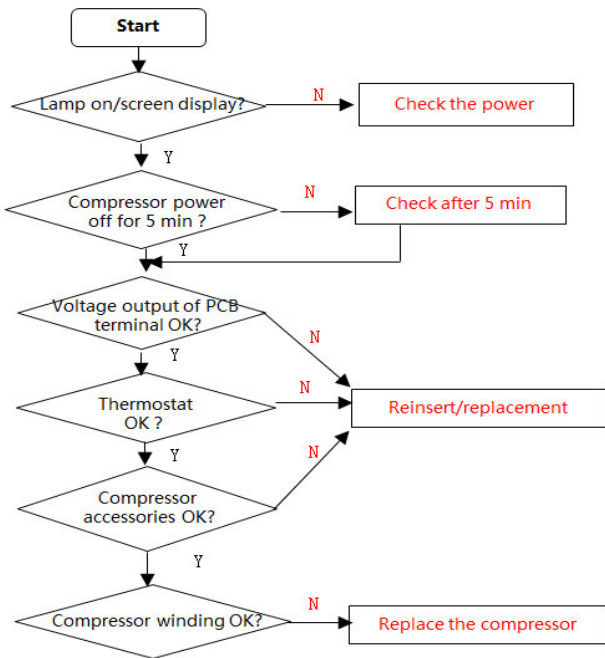 Start
Lamp on/screen display?
N
Check the power
Y
Compressor power
off for 5 min ?
N
Check after 5 min
Y
Voltage output of PCB
terminal OK?
N
Y
Thermostat
OK ?
N
Reinsert/replacement
Y
N
Compressor
accessories OK?
Y
Compressor winding OK?
N
Replace the compressor